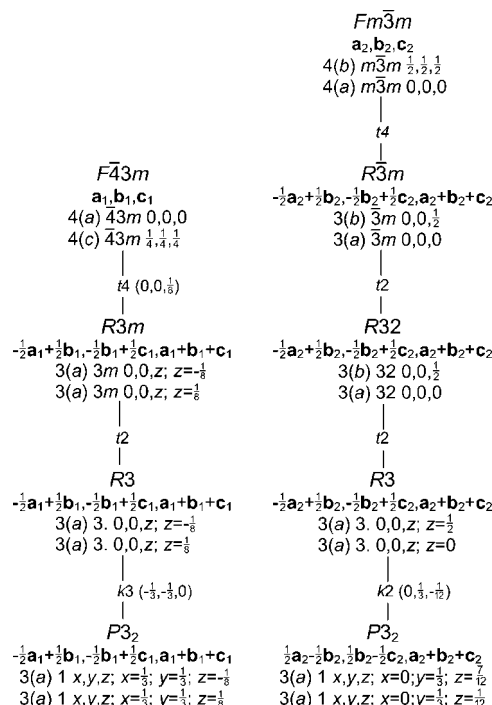 F4̅3m
a₁,b₁,c₁
4(a) 4̅3m 0,0,0
4(c) 4̅3m 1/4,1/4,1/4
t4 (0,0,1/8)
R3m
-1/2a₁+1/2b₁,-1/2b₁+1/2c₁,a₁+b₁+c₁
3(a) 3m 0,0,z; z=-1/8
3(a) 3m 0,0,z; z=1/8
t2
R3
-1/2a₁+1/2b₁,-1/2b₁+1/2c₁,a₁+b₁+c₁
3(a) 3. 0,0,z; z=-1/8
3(a) 3. 0,0,z; z=1/8
k3 (-1/3,-1/3,0)
P3₂
-1/2a₁+1/2b₁,-1/2b₁+1/2c₁,a₁+b₁+c₁
3(a) 1 x,y,z; x=1/3; y=1/3; z=-1/8
3(a) 1 x,y,z; x=1/3; y=1/3; z=1/8
Fm3̅m
a₂,b₂,c₂
4(b) m3̅m 1/2,1/2,1/2
4(a) m3̅m 0,0,0
t4
R3̅m
-1/2a₂+1/2b₂,-1/2b₂+1/2c₂,a₂+b₂+c₂
3(b) 3̅m 0,0,1/2
3(a) 3̅m 0,0,0
t2
R32
-1/2a₂+1/2b₂,-1/2b₂+1/2c₂,a₂+b₂+c₂
3(b) 32 0,0,1/2
3(a) 32 0,0,0
t2
R3
-1/2a₂+1/2b₂,-1/2b₂+1/2c₂,a₂+b₂+c₂
3(a) 3. 0,0,z; z=1/2
3(a) 3. 0,0,z; z=0
k2 (0,1/3,-1/12)
P3₂
1/2a₂-1/2b₂,1/2b₂-1/2c₂,a₂+b₂+c₂
3(a) 1 x,y,z; x=0;y=1/3; z=7/12
3(a) 1 x,y,z; x=0;y=1/3; z=1/12